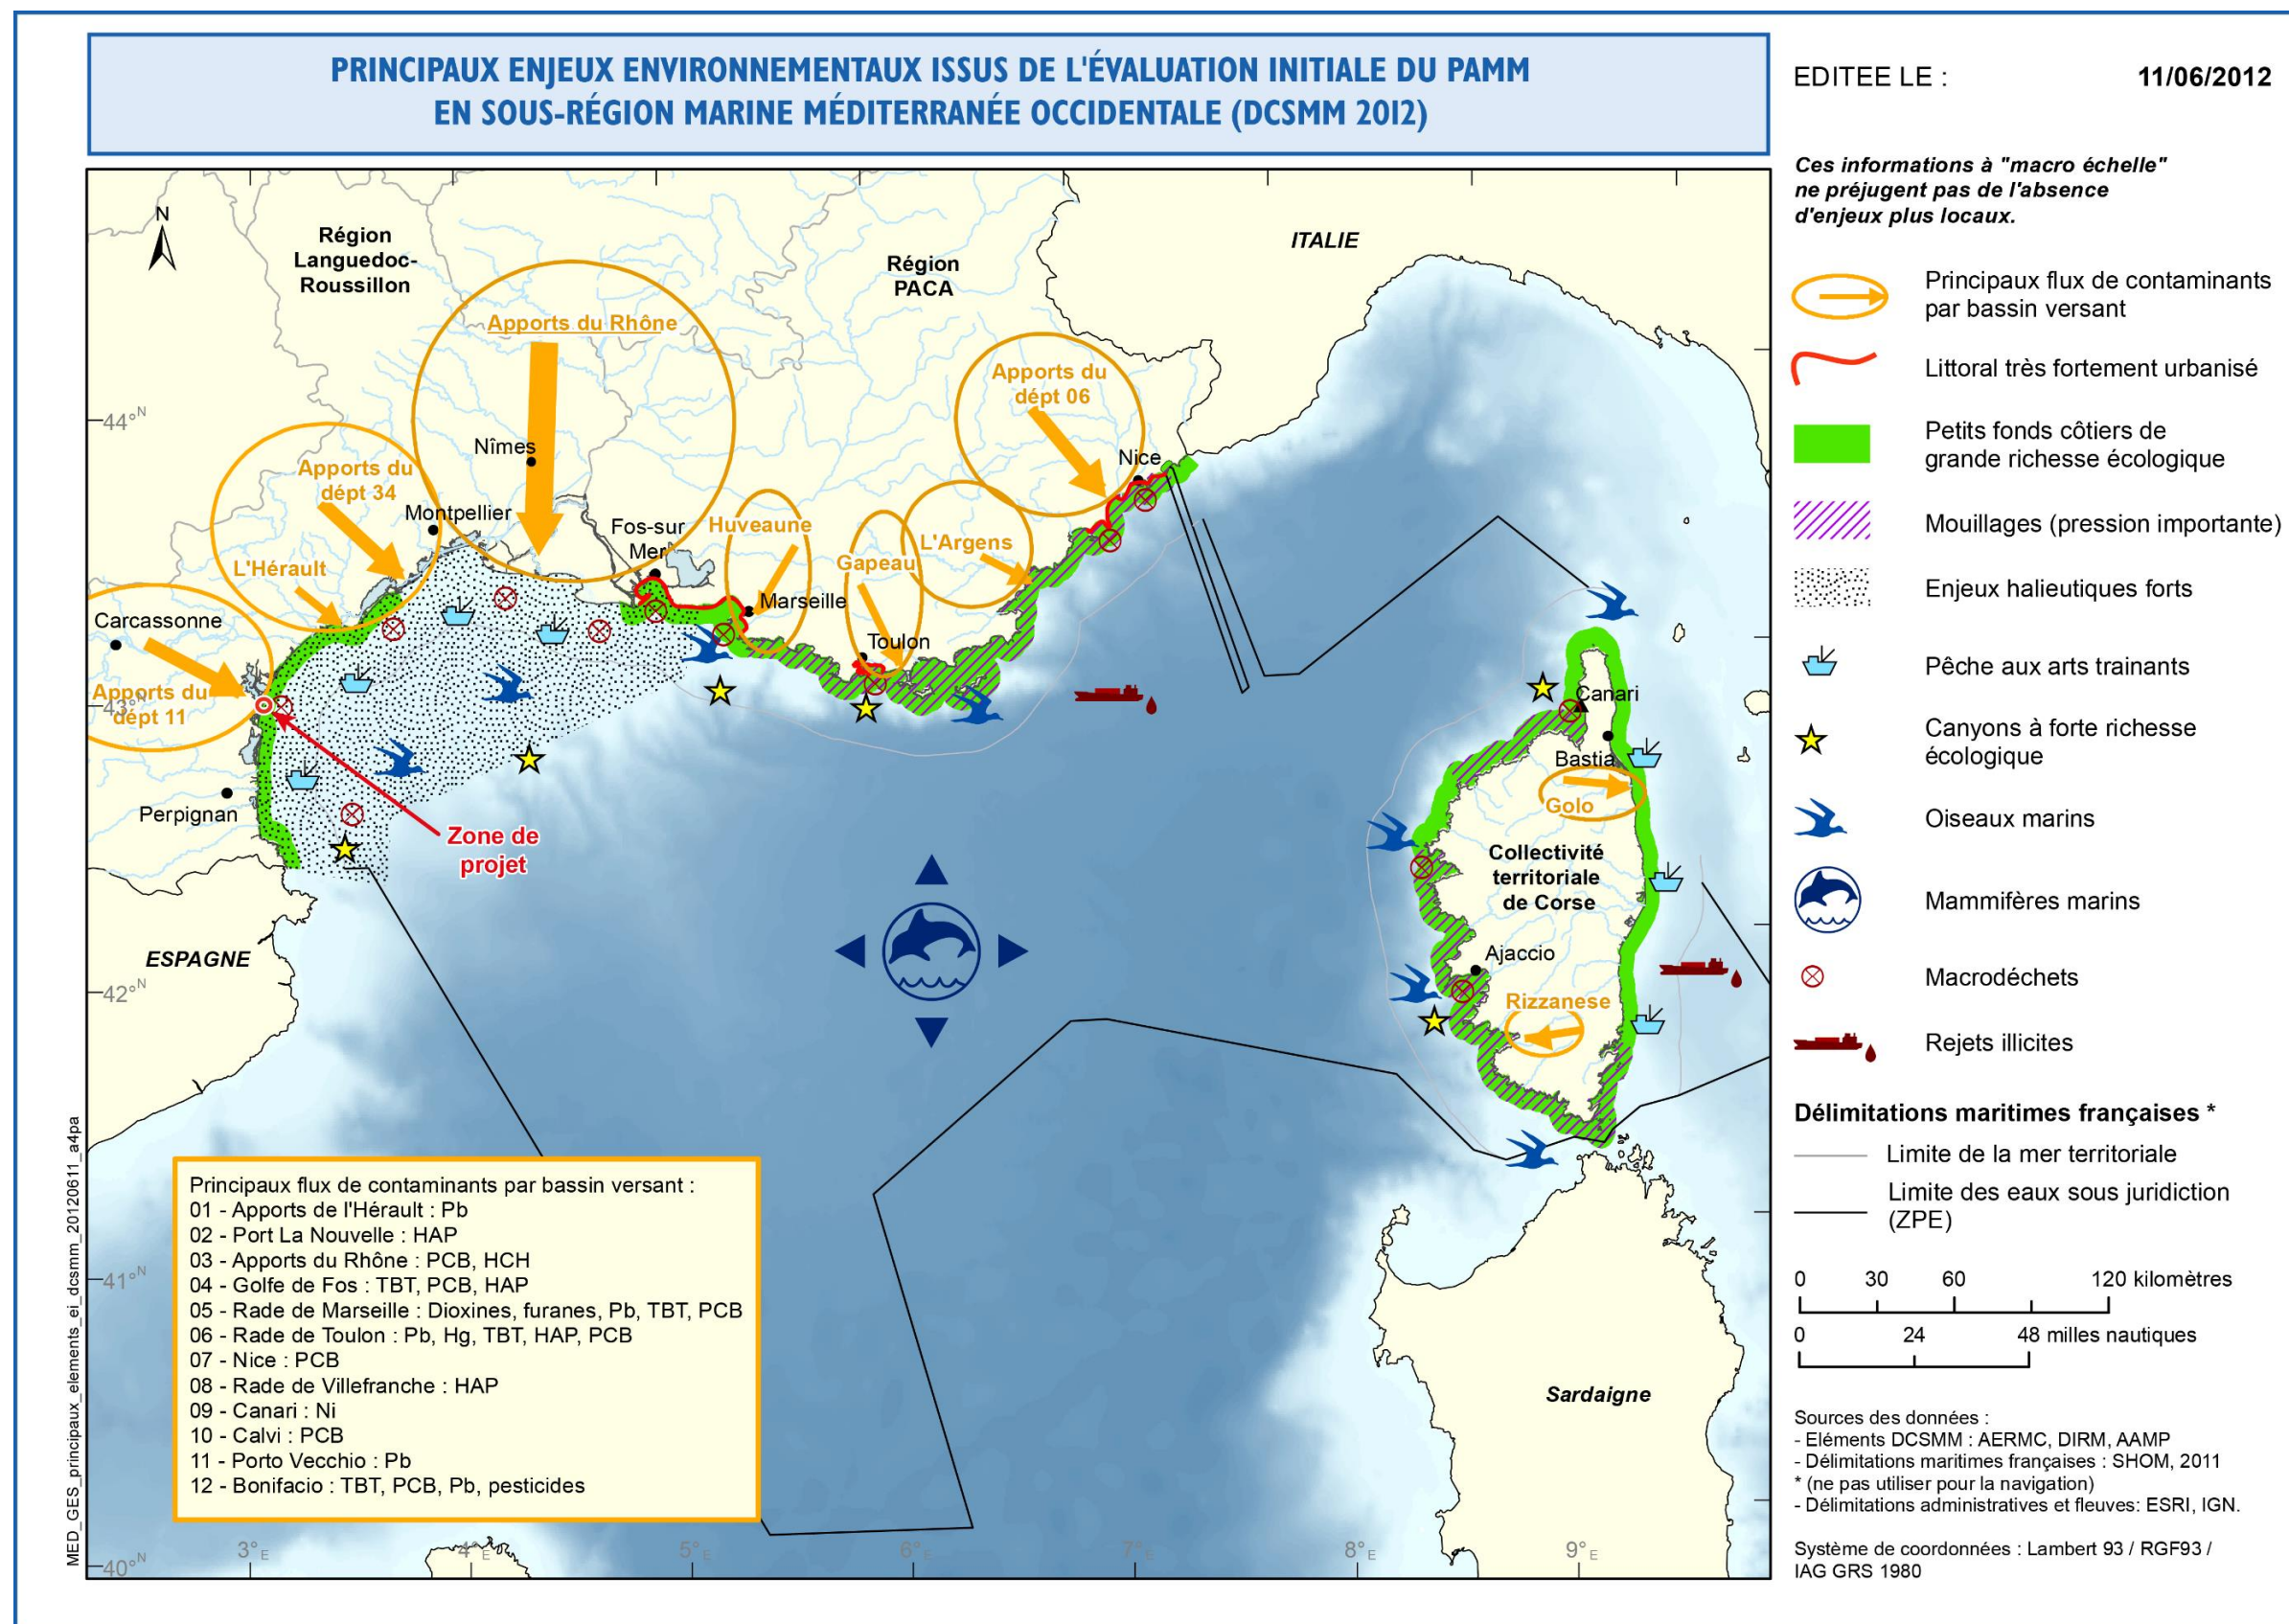 PRINCIPAUX ENJEUX ENVIRONNEMENTAUX ISSUS DE L'ÉVALUATION INITIALE DU PAMM
EN SOUS-RÉGION MARINE MÉDITERRANÉE OCCIDENTALE (DCSMM 2012)
EDITEE LE : 11/06/2012
Ces informations à "macro échelle"
ne préjugent pas de l'absence
d'enjeux plus locaux.
Principaux flux de contaminants
par bassin versant
Littoral très fortement urbanisé
Petits fonds côtiers de
grande richesse écologique
Mouillages (pression importante)
Enjeux halieutiques forts
Pêche aux arts trainants
Canyons à forte richesse
écologique
Oiseaux marins
Mammifères marins
Macrodéchets
Rejets illicites
Délimitations maritimes françaises *
Limite de la mer territoriale
Limite des eaux sous juridiction
(ZPE)
0 30 60 120 kilomètres
0 24 48 milles nautiques
Sources des données :
- Eléments DCSMM : AERMC, DIRM, AAMP
- Délimitations maritimes françaises : SHOM, 2011
* (ne pas utiliser pour la navigation)
- Délimitations administratives et fleuves: ESRI, IGN.
Système de coordonnées : Lambert 93 / RGF93 /
IAG GRS 1980
N
Région
Languedoc-
Roussillon
Région
PACA
ITALIE
Apports du Rhône
Apports du
dépt 06
44°N
Nîmes
Nice
Apports du
dépt 34
Montpellier
Fos-sur
Mer
Huveaune
L'Argens
Gapeau
L'Hérault
Marseille
Carcassonne
Toulon
Apports du
dépt 11
43°N
Canari
Bastia
Golo
Perpignan
Zone de
projet
Collectivité
territoriale
de Corse
ESPAGNE
Ajaccio
42°N
Rizzanese
41°N
Sardaigne
40°N
3°E 4°E 5°E 6°E 7°E 8°E 9°E
Principaux flux de contaminants par bassin versant :
01 - Apports de l'Hérault : Pb
02 - Port La Nouvelle : HAP
03 - Apports du Rhône : PCB, HCH
04 - Golfe de Fos : TBT, PCB, HAP
05 - Rade de Marseille : Dioxines, furanes, Pb, TBT, PCB
06 - Rade de Toulon : Pb, Hg, TBT, HAP, PCB
07 - Nice : PCB
08 - Rade de Villefranche : HAP
09 - Canari : Ni
10 - Calvi : PCB
11 - Porto Vecchio : Pb
12 - Bonifacio : TBT, PCB, Pb, pesticides
MED_GES_principaux_elements_ei_dcsmm_20120611_a4pa